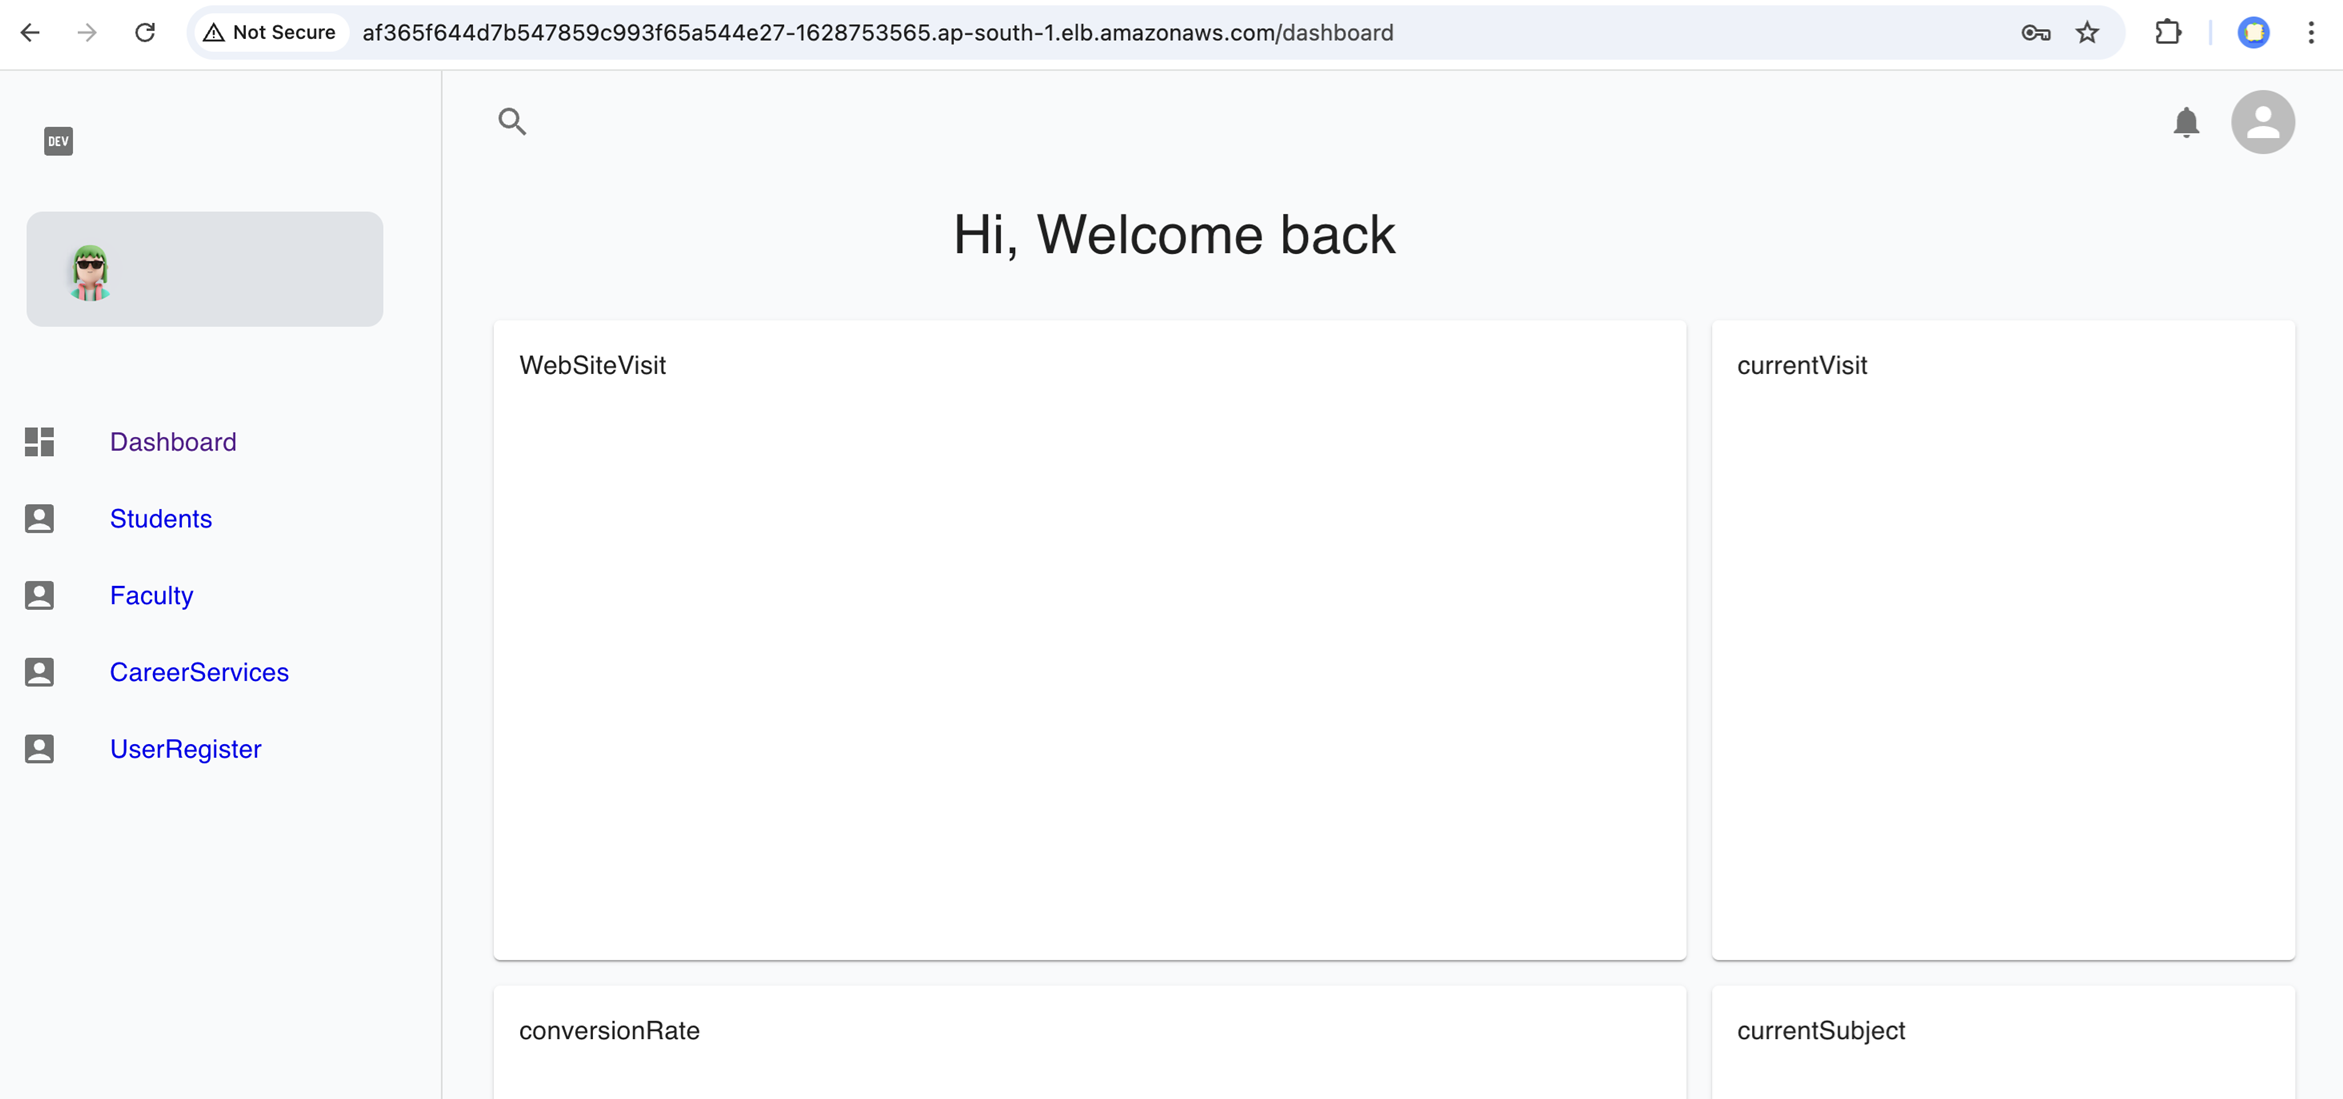 Not Secure af365f644d7b547859c993f65a544e27-1628753565.ap-south-1.elb.amazonaws.com/dashboard
DEV
Dashboard
Students
Faculty
CareerServices
UserRegister
Hi, Welcome back
WebSiteVisit
currentVisit
conversionRate
currentSubject